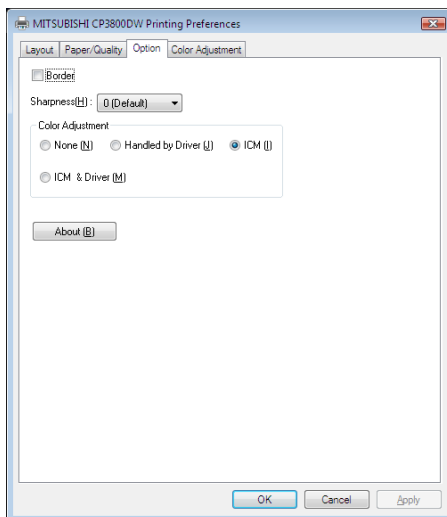 MITSUBISHI CP3800DW Printing Preferences
Layout Paper/Quality Option Color Adjustment
Border
Sharpness(H) : 0 (Default)
Color Adjustment
None (N) Handled by Driver (J) ICM (I)
ICM & Driver (M)
About (B)
OK Cancel Apply